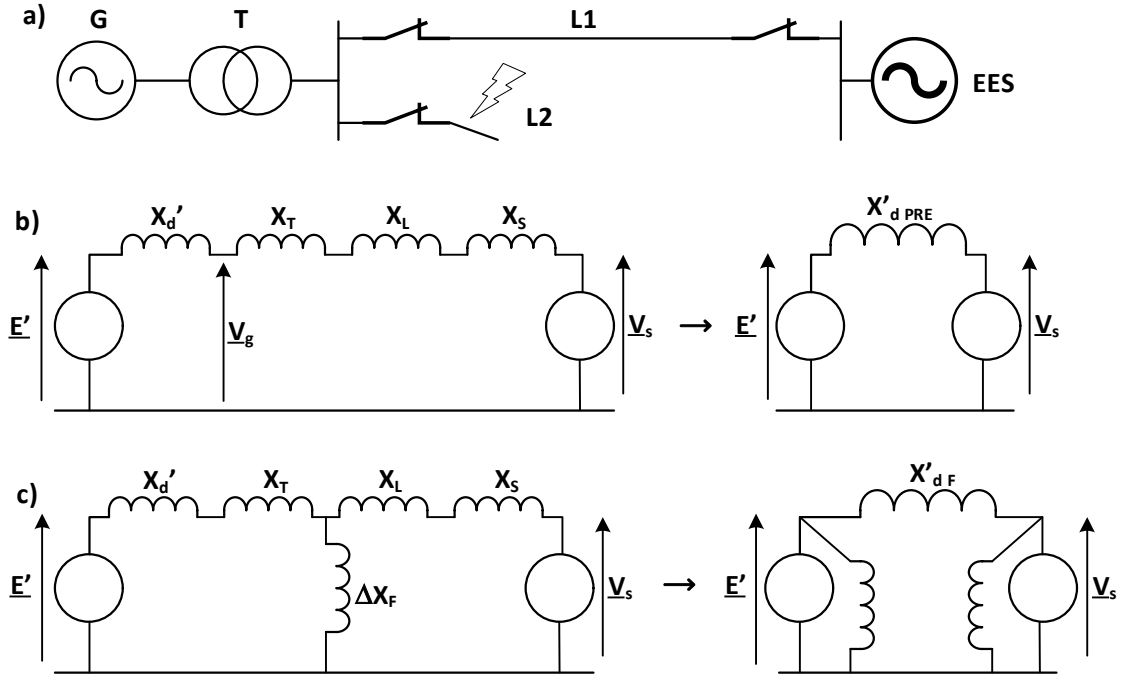 a) G T L1
L2 EES
b) X_d' X_T X_L X_S X'_d PRE
E' V_g V_s → E' V_s
c) X_d' X_T X_L X_S X'_d F
E' ΔX_F V_s → E' V_s